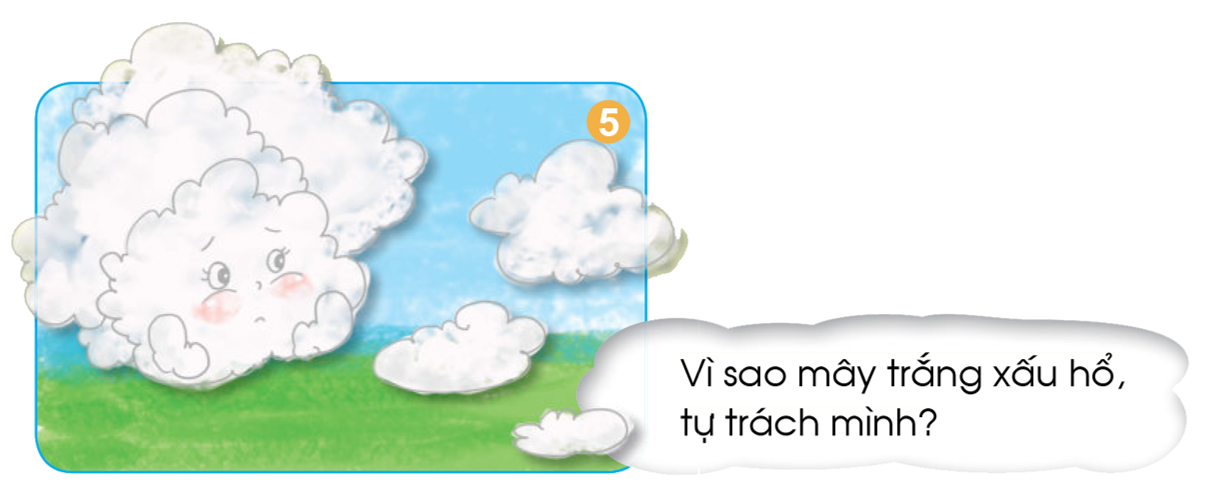 5
Vì sao mây trắng xấu hổ,
tự trách mình?